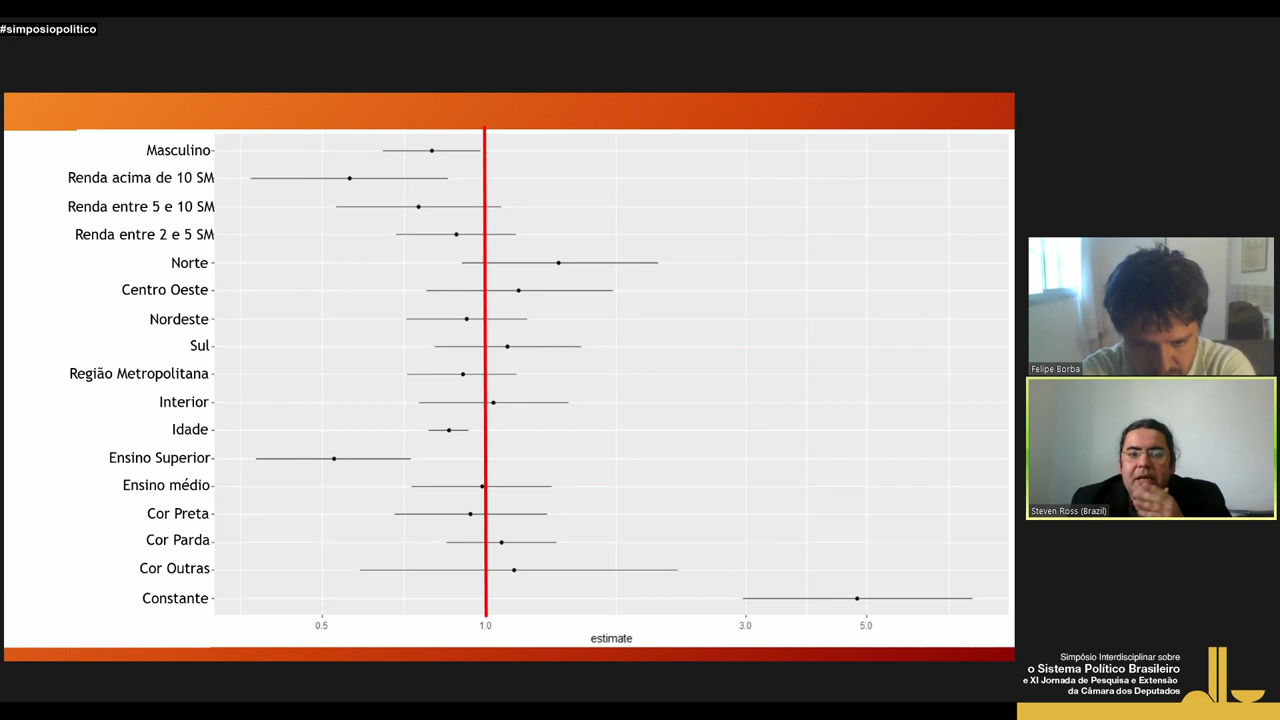 #simposiopolitico
Masculino
Renda acima de 10 SM
Renda entre 5 e 10 SM
Renda entre 2 e 5 SM
Norte
Centro Oeste
Nordeste
Sul
Região Metropolitana
Interior
Idade
Ensino Superior
Ensino médio
Cor Preta
Cor Parda
Cor Outras
Constante
0.5 1.0 3.0 5.0
estimate
Felipe Borba
Steven Ross (Brazil)
Simpósio Interdisciplinar sobre
o Sistema Político Brasileiro
e XI Jornada de Pesquisa e Extensão
da Câmara dos Deputados